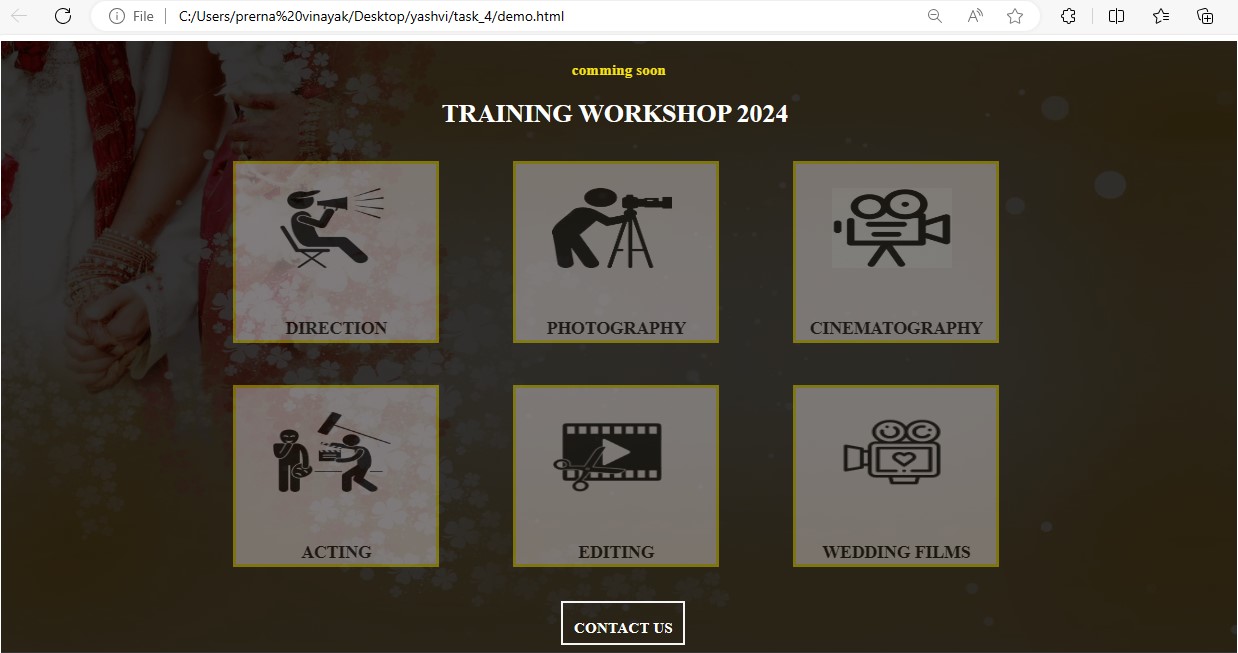 File
C:/Users/prerna%20vinayak/Desktop/yashvi/task_4/demo.html
comming soon
TRAINING WORKSHOP 2024
DIRECTION
PHOTOGRAPHY
CINEMATOGRAPHY
ACTING
EDITING
WEDDING FILMS
CONTACT US